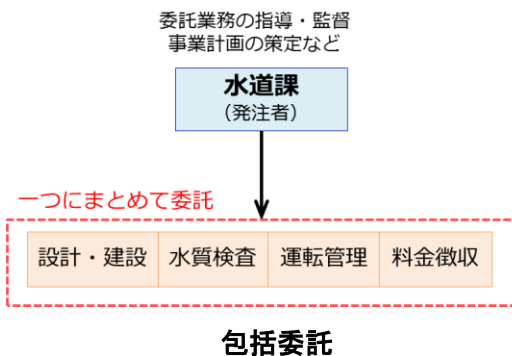 委託業務の指導・監督
事業計画の策定など
水道課
（発注者）
一つにまとめて委託
設計・建設 水質検査 運転管理 料金徴収
包括委託